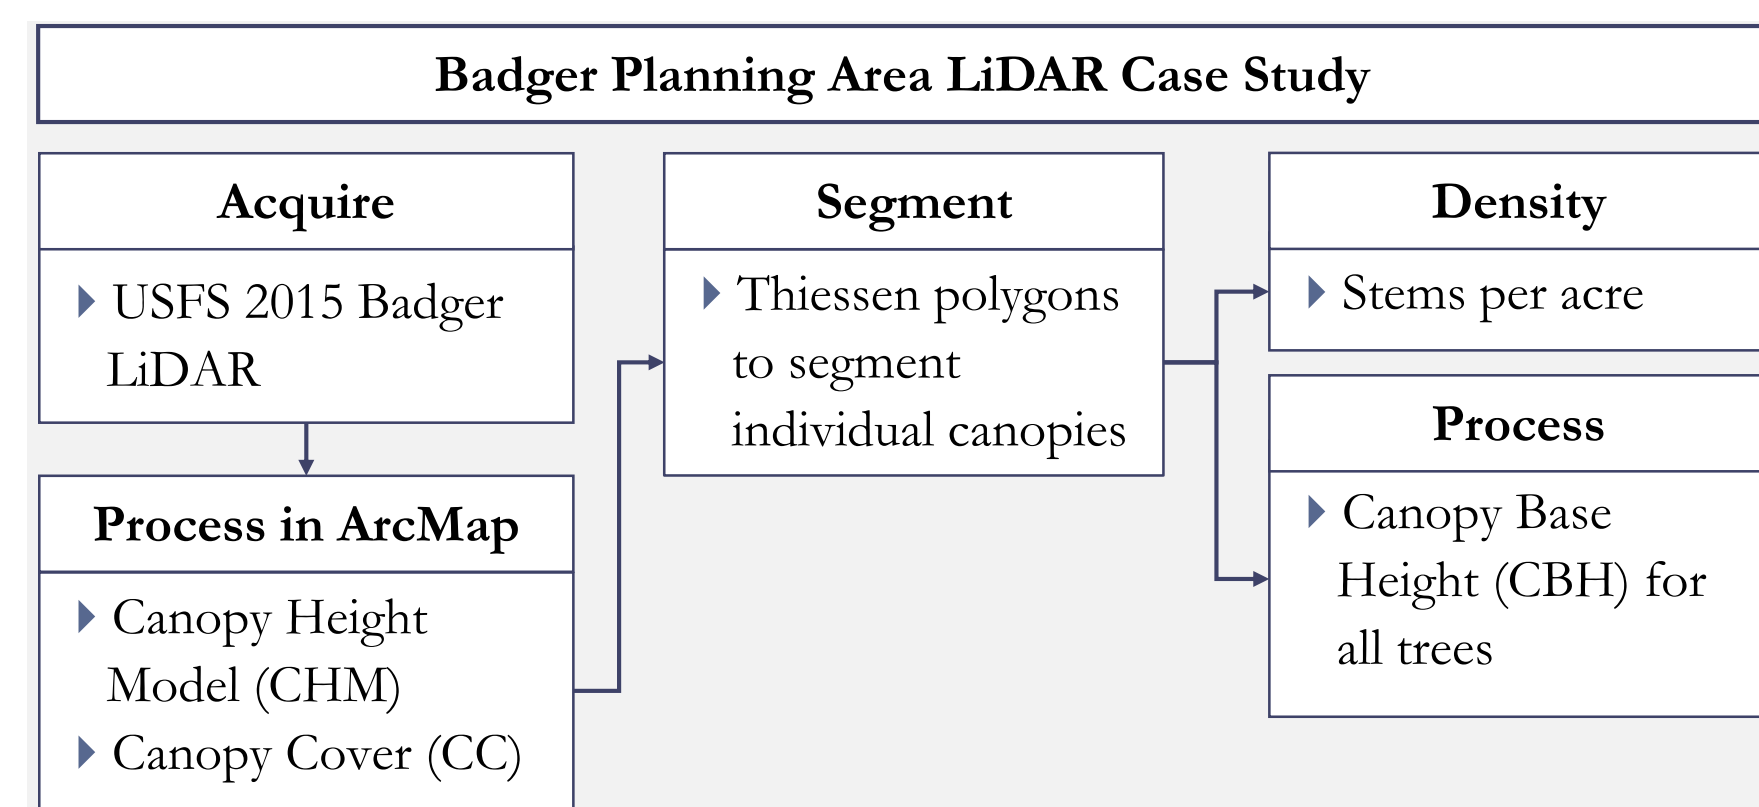 Badger Planning Area LiDAR Case Study
Acquire
USFS 2015 Badger
LiDAR
Process in ArcMap
Canopy Height
Model (CHM)
Canopy Cover (CC)
Segment
Thiessen polygons
to segment
individual canopies
Density
Stems per acre
Process
Canopy Base
Height (CBH) for
all trees